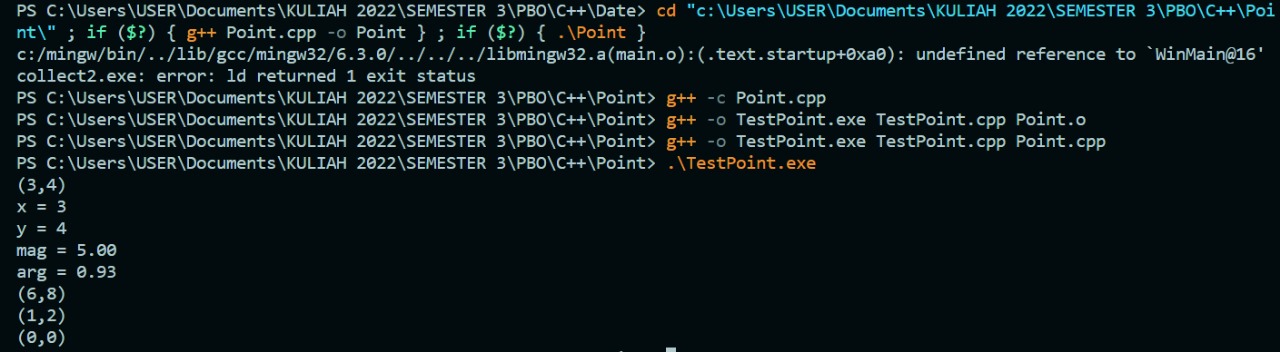 PS C:\Users\USER\Documents\KULIAH 2022\SEMESTER 3\PBO\C++\Date> cd "c:\Users\USER\Documents\KULIAH 2022\SEMESTER 3\PBO\C++\Poi
nt\" ; if ($?) { g++ Point.cpp -o Point } ; if ($?) { .\Point }
c:/mingw/bin/../lib/gcc/mingw32/6.3.0/../../../libmingw32.a(main.o):(.text.startup+0xa0): undefined reference to `WinMain@16'
collect2.exe: error: ld returned 1 exit status
PS C:\Users\USER\Documents\KULIAH 2022\SEMESTER 3\PBO\C++\Point> g++ -c Point.cpp
PS C:\Users\USER\Documents\KULIAH 2022\SEMESTER 3\PBO\C++\Point> g++ -o TestPoint.exe TestPoint.cpp Point.o
PS C:\Users\USER\Documents\KULIAH 2022\SEMESTER 3\PBO\C++\Point> g++ -o TestPoint.exe TestPoint.cpp Point.cpp
PS C:\Users\USER\Documents\KULIAH 2022\SEMESTER 3\PBO\C++\Point> .\TestPoint.exe
(3,4)
x = 3
y = 4
mag = 5.00
arg = 0.93
(6,8)
(1,2)
(0,0)